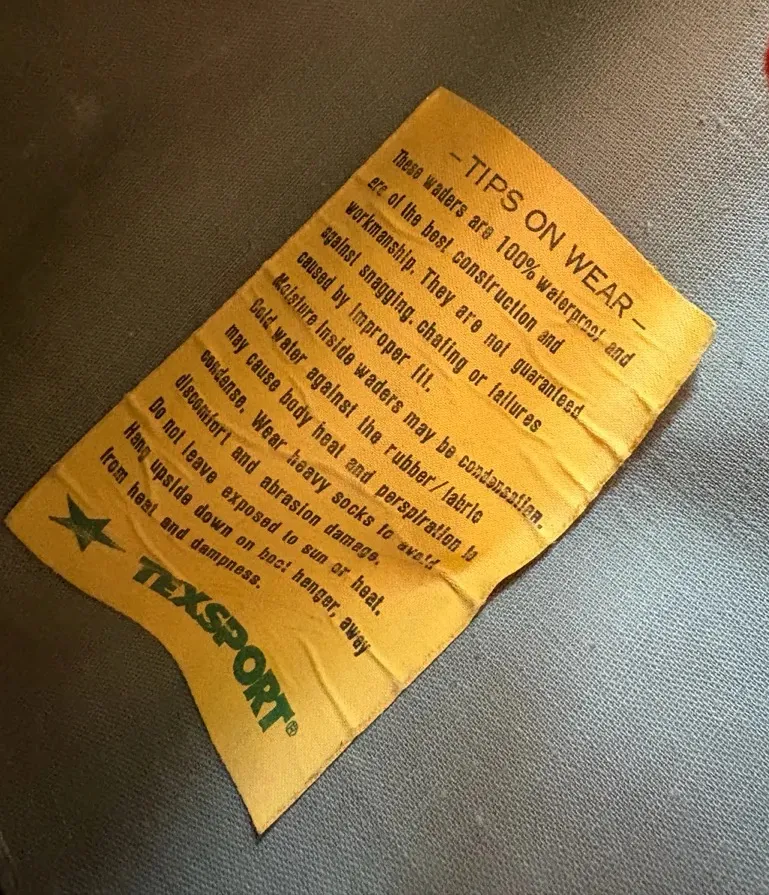 – TIPS ON WEAR –
These waders are 100% waterproof and
are of the best construction and
workmanship. They are not guaranteed
against snagging, chafing or failures
caused by improper fit.
Moisture inside waders may be condensation.
Cold water against the rubber/fabric
may cause body heat and perspiration to
condense. Wear heavy socks to avoid
discomfort and abrasion damage.
Do not leave exposed to sun or heat.
Hang upside down on boot henger, away
from heat and dampness.
TEXSPORT®